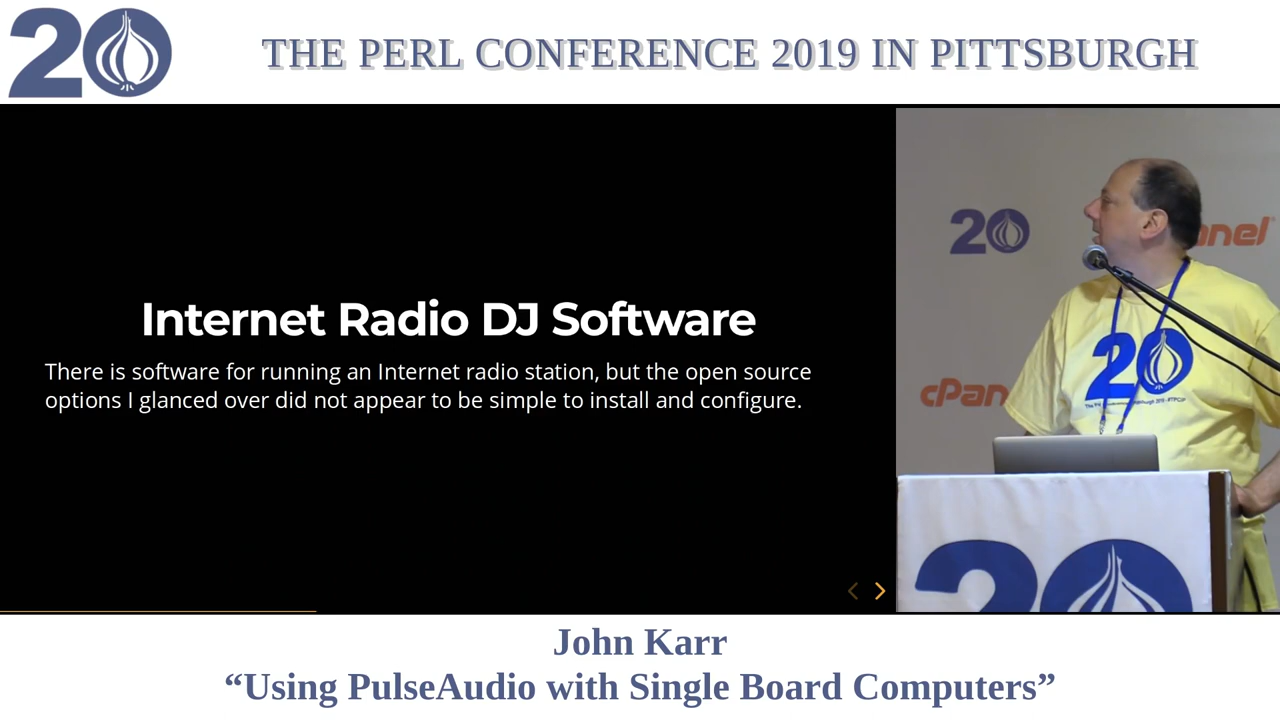 20
THE PERL CONFERENCE 2019 IN PITTSBURGH
Internet Radio DJ Software
There is software for running an Internet radio station, but the open source
options I glanced over did not appear to be simple to install and configure.
20
anel
cPan
20
20
John Karr
“Using PulseAudio with Single Board Computers”